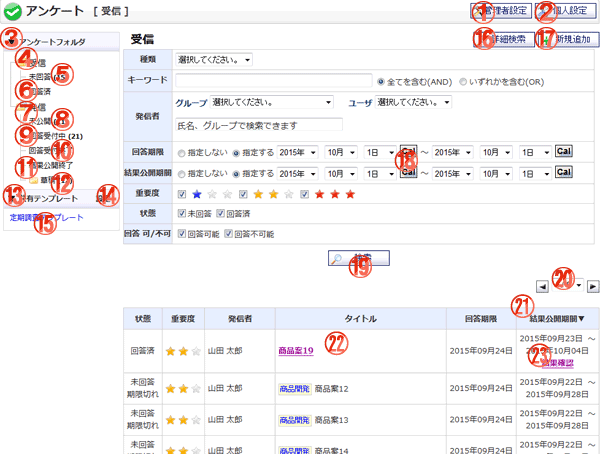 アンケート [ 受信 ]
① 管理者設定 ② 個人設定
③ アンケートフォルダ
④ 受信
未回答 ⑤
⑥ 回答済
⑦ 発信
未公開 ⑧
⑨ 回答受付中 (21)
回答受付 ⑩
⑪ 結果公開終了
草稿 ⑫
⑬ 共有テンプレート ⑭
定期調査テンプレート
⑮
受信
⑯ 詳細検索 ⑰ 新規追加
種類 選択してください。
キーワード 全てを含む(AND) いずれかを含む(OR)
発信者 グループ 選択してください。 ユーザ 選択してください。
氏名、グループで検索できます
回答期限 指定しない 指定する 2015年 10月 1日 Cal ～ 2015年 10月 1日 Cal
⑱
結果公開期間 指定しない 指定する 2015年 10月 1日 Cal ～ 2015年 10月 1日 Cal
重要度
状態 未回答 回答済
回答 可/不可 回答可能 回答不可能
検索
⑲
⑳
㉑
状態 重要度 発信者 タイトル 回答期限 結果公開期間▼
回答済 山田 太郎 商品案19 ㉒ 2015年09月24日 2015年09月23日 ～
2015年10月04日
㉓ 結果確認
未回答
期限切れ 山田 太郎 商品開発 商品案12 2015年09月24日 2015年09月22日 ～
2015年09月28日
未回答
期限切れ 山田 太郎 商品開発 商品案13 2015年09月24日 2015年09月22日 ～
2015年09月28日
未回答
山田 太郎 商品開発 商品案14 2015年09月24日 2015年09月22日 ～